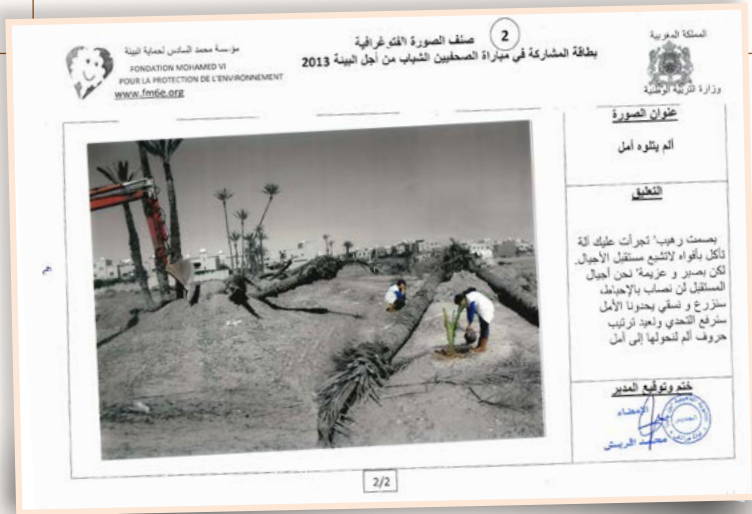 المملكة المغربية
وزارة التربية الوطنية
2
صنف الصورة الفتوغرافية
بطاقة المشاركة في مباراة الصحفيين الشباب من أجل البيئة 2013
مؤسسة محمد السادس لحماية البيئة
FONDATION MOHAMED VI
POUR LA PROTECTION DE L'ENVIRONNEMENT
www.fm6e.org
عنوان الصورة
ألم يتلوه أمل
التعليق
بصمت رهيب تجرأت عليك آلة
تأكل بأفواه لاتشبع مستقبل الأجيال.
لكن بصبر و عزيمة نحن أجيال
المستقبل لن نصاب بالإحباط،
سنزرع و نسقي يحدونا الأمل
سنرفع التحدي ونعيد ترتيب
حروف ألم لنحولها إلى أمل
ختم وتوقيع المدير
الامضاء
محمد
2/2